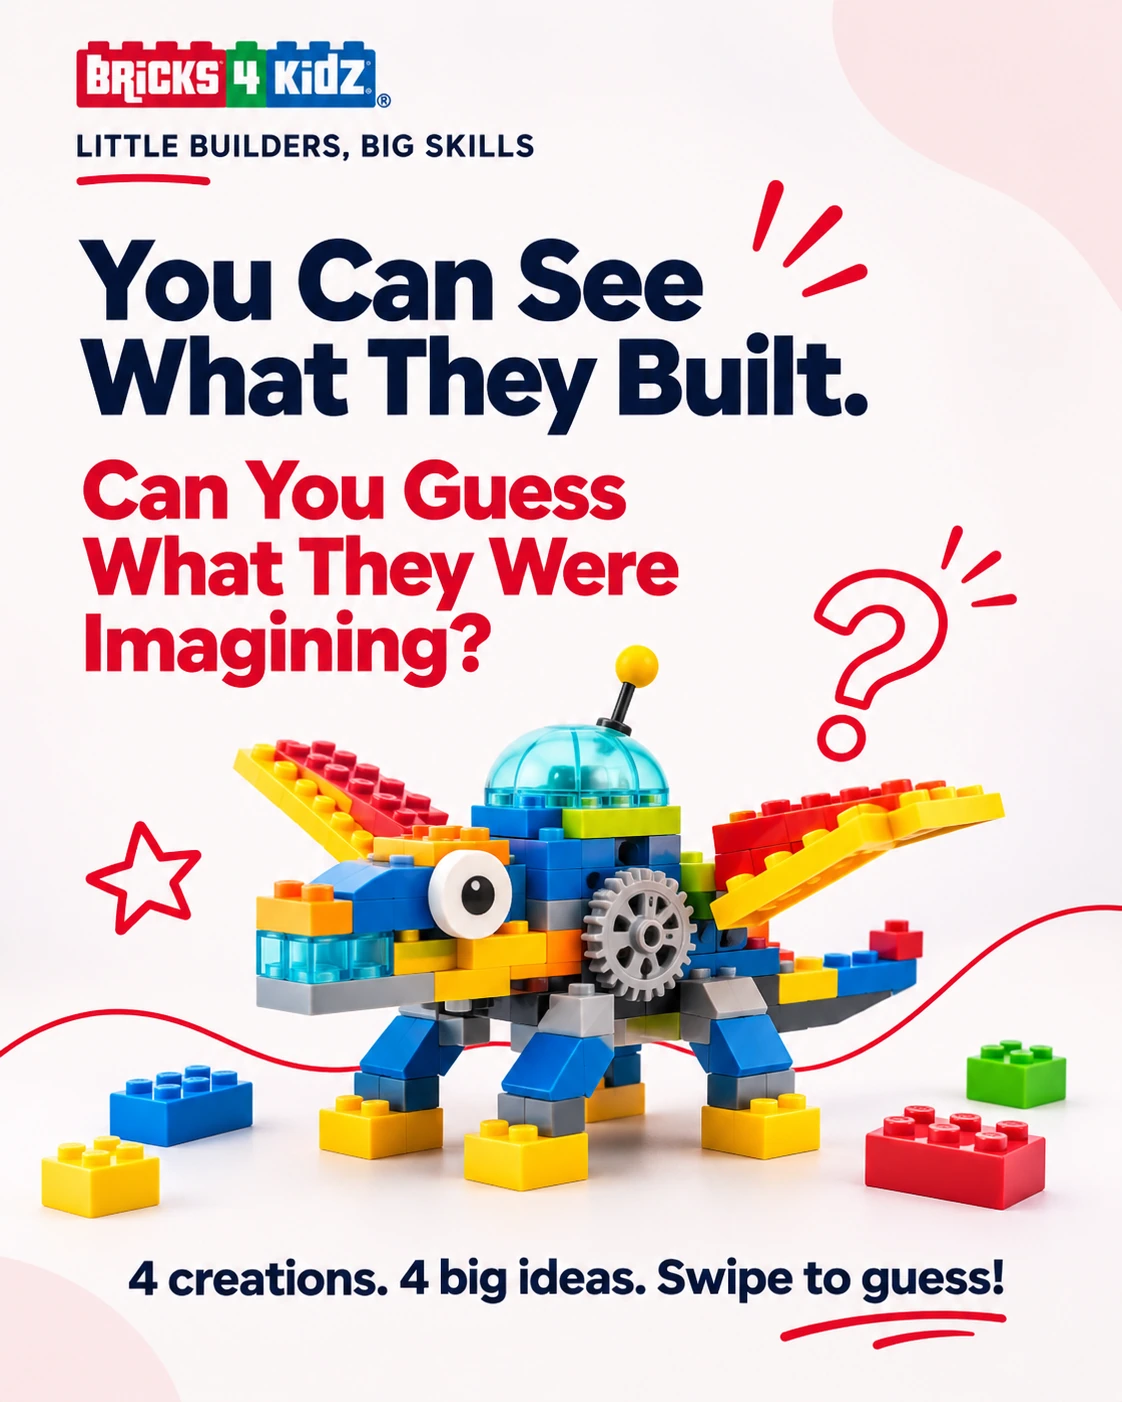 BRiCKS 4 KidZ ®
LITTLE BUILDERS, BIG SKILLS
You Can See
What They Built.
Can You Guess
What They Were
Imagining?
4 creations. 4 big ideas. Swipe to guess!